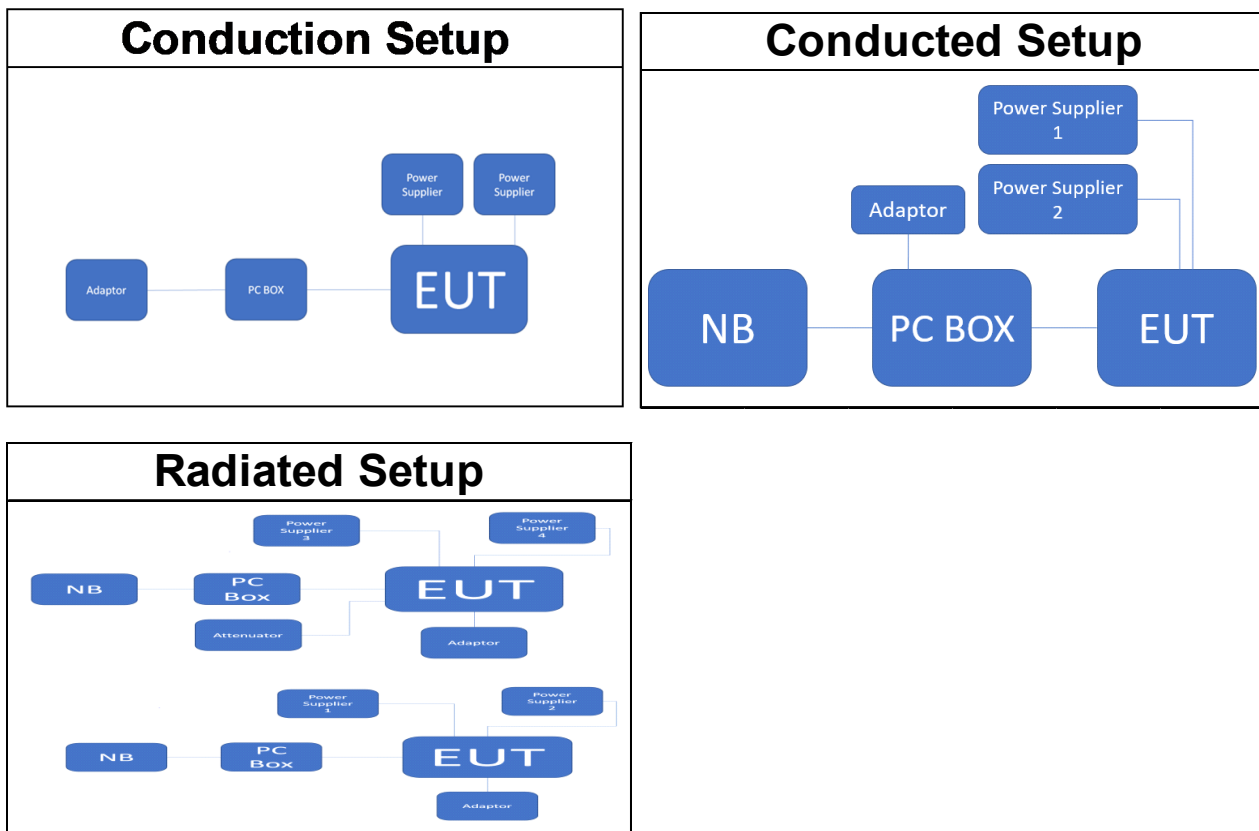 Conduction Setup
Power
Supplier
Power
Supplier
Adaptor
PC BOX
EUT
Conducted Setup
Power Supplier
1
Power Supplier
2
Adaptor
NB
PC BOX
EUT
Radiated Setup
Power
Supplier
3
Power
Supplier
4
NB
PC
Box
EUT
Attenuator
Adaptor
Power
Supplier
1
Power
Supplier
2
NB
PC
Box
EUT
Adaptor